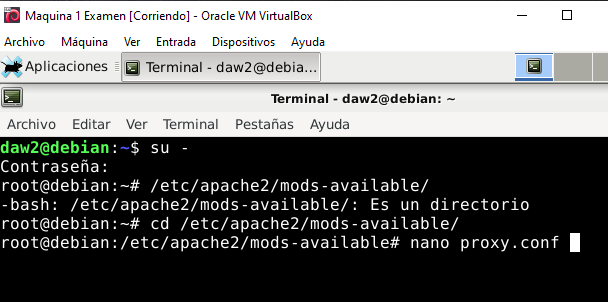 Maquina 1 Examen [Corriendo] - Oracle VM VirtualBox
Archivo Máquina Ver Entrada Dispositivos Ayuda
Aplicaciones Terminal - daw2@debia...
Terminal - daw2@debian: ~
Archivo Editar Ver Terminal Pestañas Ayuda
daw2@debian:~$ su -
Contraseña:
root@debian:~# /etc/apache2/mods-available/
-bash: /etc/apache2/mods-available/: Es un directorio
root@debian:~# cd /etc/apache2/mods-available/
root@debian:/etc/apache2/mods-available# nano proxy.conf